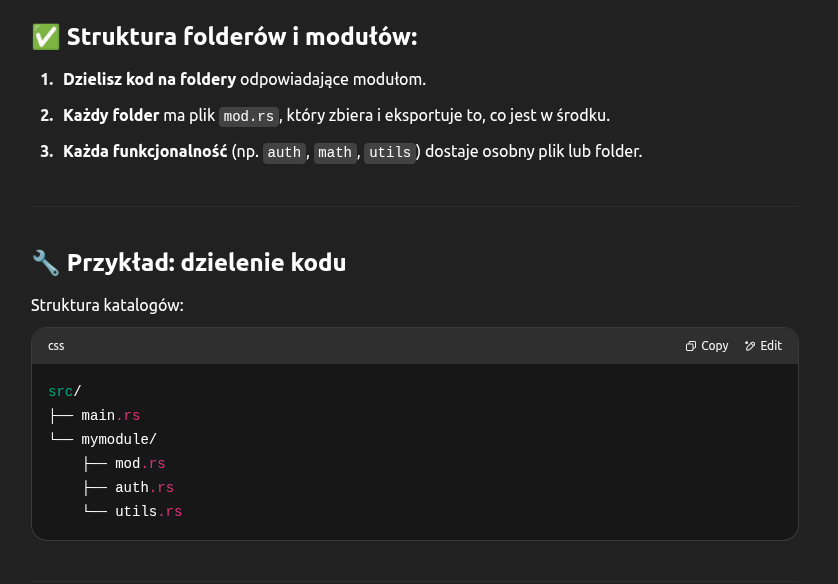 ✅ Struktura folderów i modułów:
1. Dzielisz kod na foldery odpowiadające modułom.
2. Każdy folder ma plik mod.rs, który zbiera i eksportuje to, co jest w środku.
3. Każda funkcjonalność (np. auth, math, utils) dostaje osobny plik lub folder.
🔧 Przykład: dzielenie kodu
Struktura katalogów:
css Copy Edit
src/
├── main.rs
└── mymodule/
    ├── mod.rs
    ├── auth.rs
    └── utils.rs